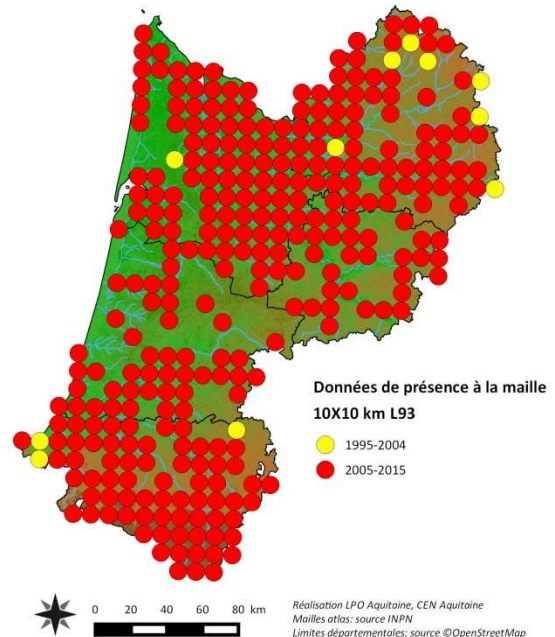 Données de présence à la maille
10X10 km L93
1995-2004
2005-2015
0 20 40 60 80 km
Réalisation LPO Aquitaine, CEN Aquitaine
Mailles atlas: source INPN
Limites départementales: source ©OpenStreetMap